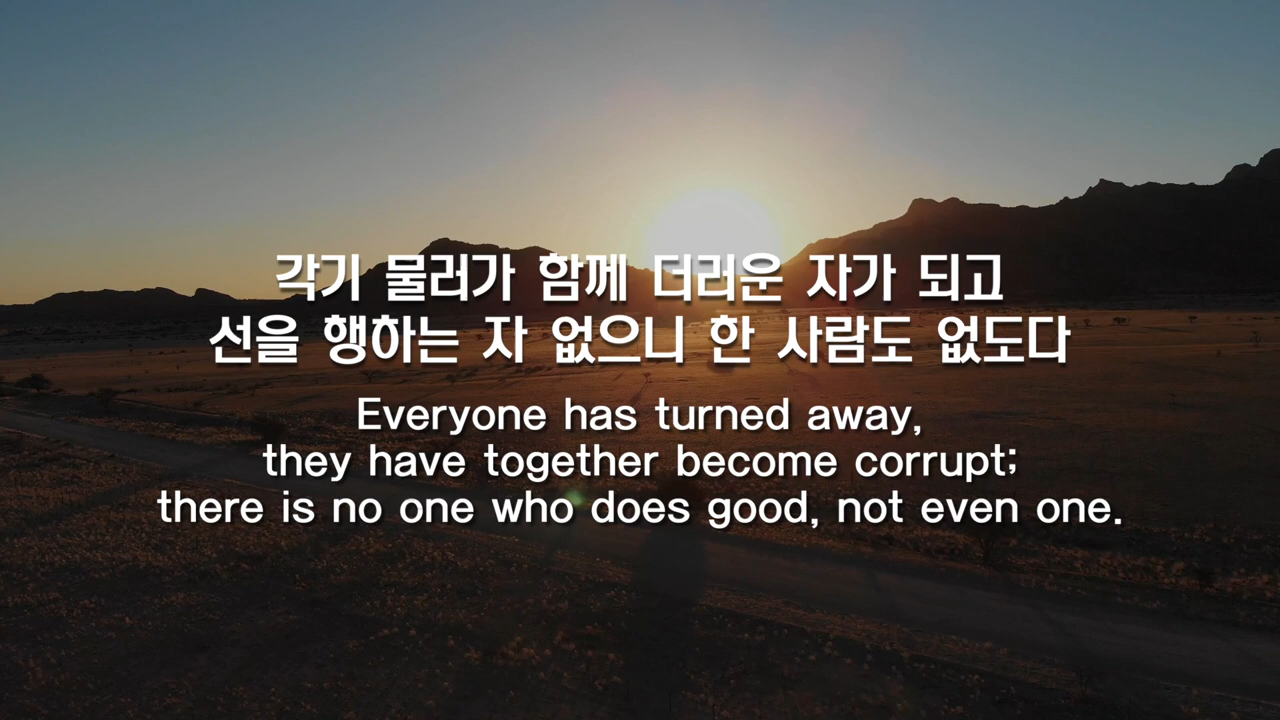 각기 물러가 함께 더러운 자가 되고
선을 행하는 자 없으니 한 사람도 없도다
Everyone has turned away,
they have together become corrupt;
there is no one who does good, not even one.